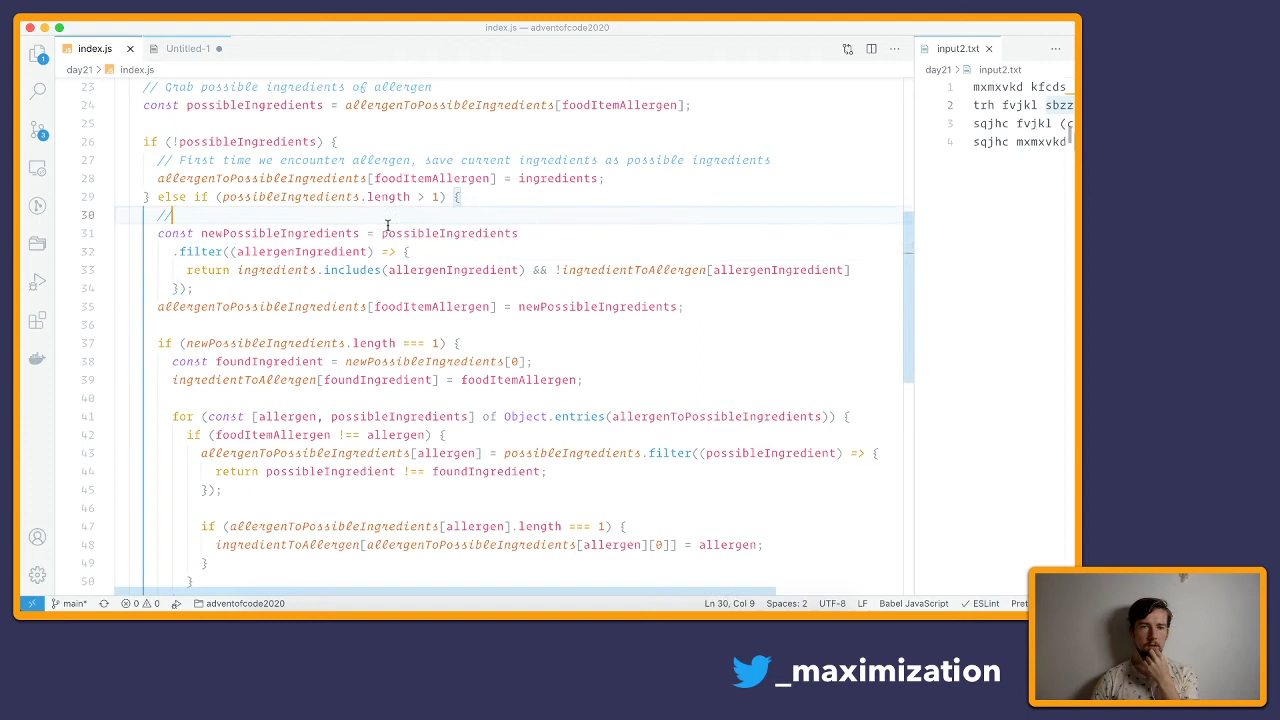 index.js — adventofcode2020
index.js
Untitled-1
input2.txt
day21 > index.js
day21 > input2.txt
23 // Grab possible ingredients of allergen
24 const possibleIngredients = allergenToPossibleIngredients[foodItemAllergen];
25
26 if (!possibleIngredients) {
27 // First time we encounter allergen, save current ingredients as possible ingredients
28 allergenToPossibleIngredients[foodItemAllergen] = ingredients;
29 } else if (possibleIngredients.length > 1) {
30 //
31 const newPossibleIngredients = possibleIngredients
32 .filter((allergenIngredient) => {
33 return ingredients.includes(allergenIngredient) && !ingredientToAllergen[allergenIngredient]
34 });
35 allergenToPossibleIngredients[foodItemAllergen] = newPossibleIngredients;
36
37 if (newPossibleIngredients.length === 1) {
38 const foundIngredient = newPossibleIngredients[0];
39 ingredientToAllergen[foundIngredient] = foodItemAllergen;
40
41 for (const [allergen, possibleIngredients] of Object.entries(allergenToPossibleIngredients)) {
42 if (foodItemAllergen !== allergen) {
43 allergenToPossibleIngredients[allergen] = possibleIngredients.filter((possibleIngredient) => {
44 return possibleIngredient !== foundIngredient;
45 });
46
47 if (allergenToPossibleIngredients[allergen].length === 1) {
48 ingredientToAllergen[allergenToPossibleIngredients[allergen][0]] = allergen;
49 }
50 }
1 mxmxvkd kfcds
2 trh fvjkl sbzz
3 sqjhc fvjkl (c
4 sqjhc mxmxvkd
1
3
main*
0 0
adventofcode2020
Ln 30, Col 9
Spaces: 2
UTF-8
LF
Babel JavaScript
ESLint
Pret
_maximization